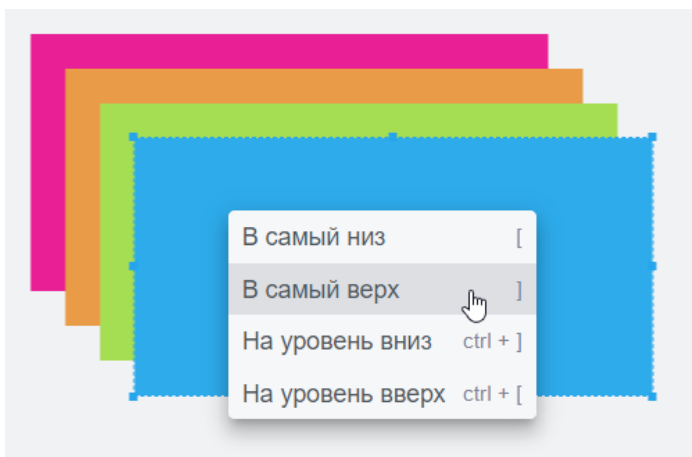 В самый низ [
В самый верх ]
На уровень вниз ctrl + ]
На уровень вверх ctrl + [